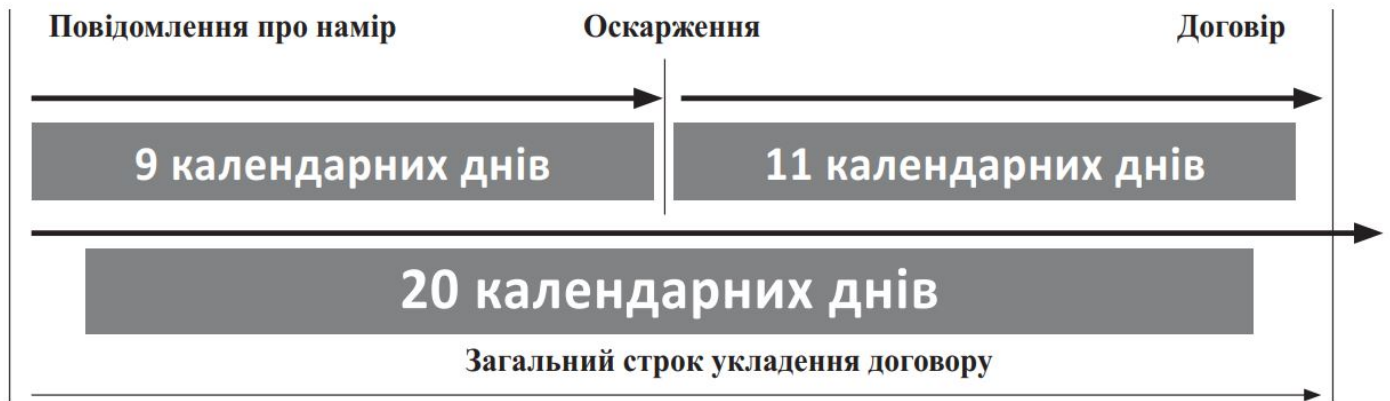 Повідомлення про намір Оскарження Договір
9 календарних днів 11 календарних днів
20 календарних днів
Загальний строк укладення договору